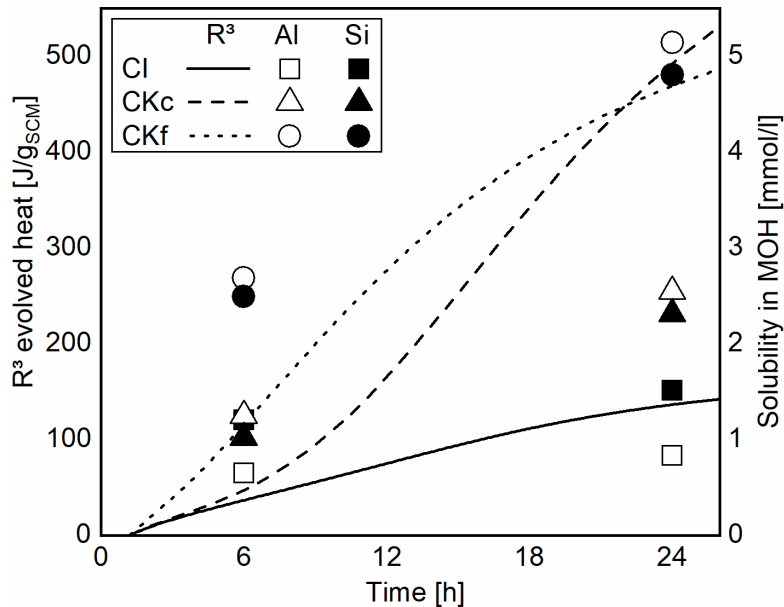 R³ Al Si
CI
CKc
CKf
R³ evolved heat [J/g_SCM]
500
400
300
200
100
0
Solubility in MOH [mmol/l]
5
4
3
2
1
0
0 6 12 18 24
Time [h]